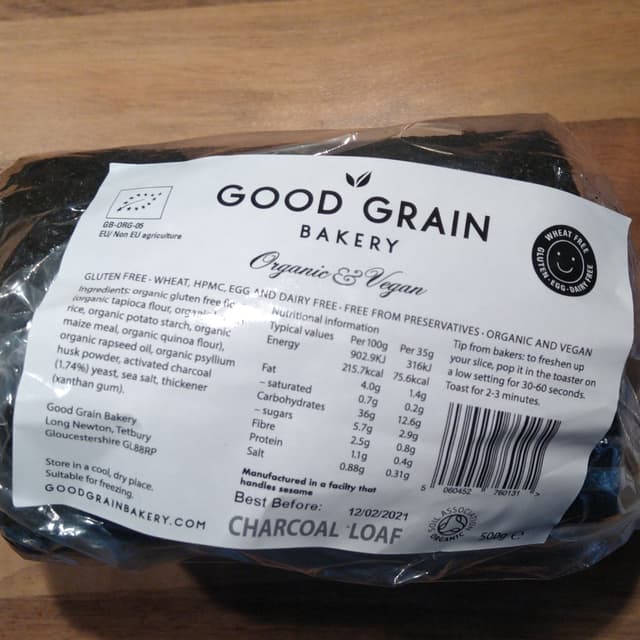 GOOD GRAIN
BAKERY
Organic & Vegan
GB-ORG-05
EU/ Non EU agriculture
WHEAT FREE
GLUTEN · EGG · DAIRY FREE
GLUTEN FREE - WHEAT, HPMC, EGG AND DAIRY FREE - FREE FROM PRESERVATIVES - ORGANIC AND VEGAN
Ingredients: organic gluten free
(organic tapioca flour,
rice, organic potato starch, organic
maize meal, organic quinoa flour),
organic rapeseed oil, organic psyllium
husk powder, activated charcoal
(1.74%) yeast, sea salt, thickener
(xanthan gum).
Good Grain Bakery
Long Newton, Tetbury
Gloucestershire GL88RP
Store in a cool, dry place.
Suitable for freezing.
GOODGRAINBAKERY.COM
Nutritional information
Typical values Per 100g Per 35g
Energy 902.9KJ 316kJ
215.7kcal 75.6kcal
Fat 4.0g 1.4g
– saturated 0.7g 0.2g
Carbohydrates 36g 12.6g
– sugars 5.7g 2.9g
Fibre 2.5g 0.8g
Protein 1.1g 0.4g
Salt 0.88g 0.31g
Manufactured in a facilty that
handles sesame
Best Before: 12/02/2021
CHARCOAL LOAF
Tip from bakers: to freshen up
your slice, pop it in the toaster on
a low setting for 30-60 seconds.
Toast for 2-3 minutes.
5 060452 760131 >
SOIL ASSOCIATION
ORGANIC
500g e